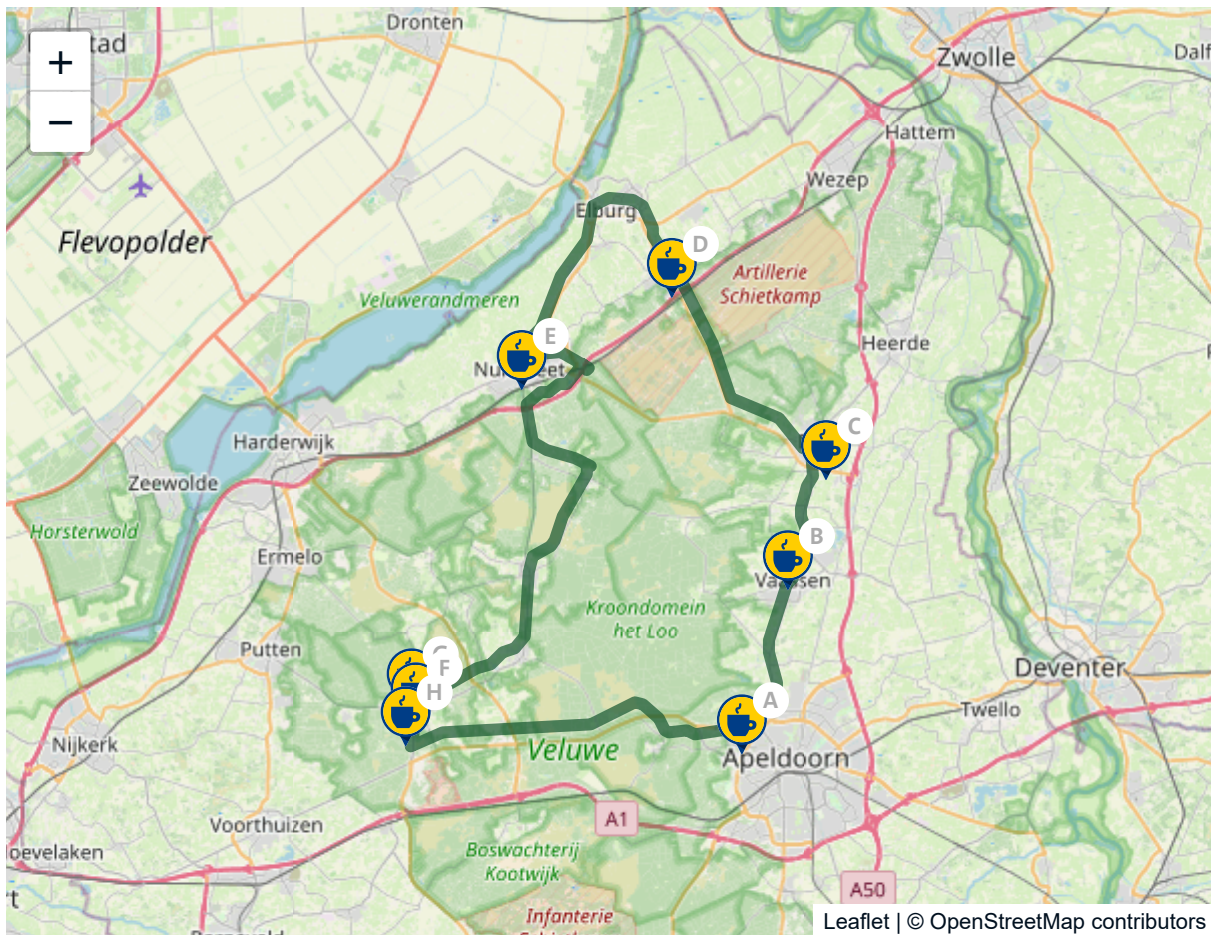 Dronten
Zwolle
Dalf
+
−
Hattem
Wezep
Elburg
Flevopolder
D
Artillerie
Schietkamp
Veluwerandmeren
E
Heerde
C
Harderwijk
Zeewolde
Horsterwold
B
Ermelo
Kroondomein
het Loo
Putten
F
H
A
Deventer
Twello
Nijkerk
Veluwe
Apeldoorn
A1
Voorthuizen
oevelaken
Boswachterij
Kootwijk
A50
Infanterie
Leaflet | © OpenStreetMap contributors